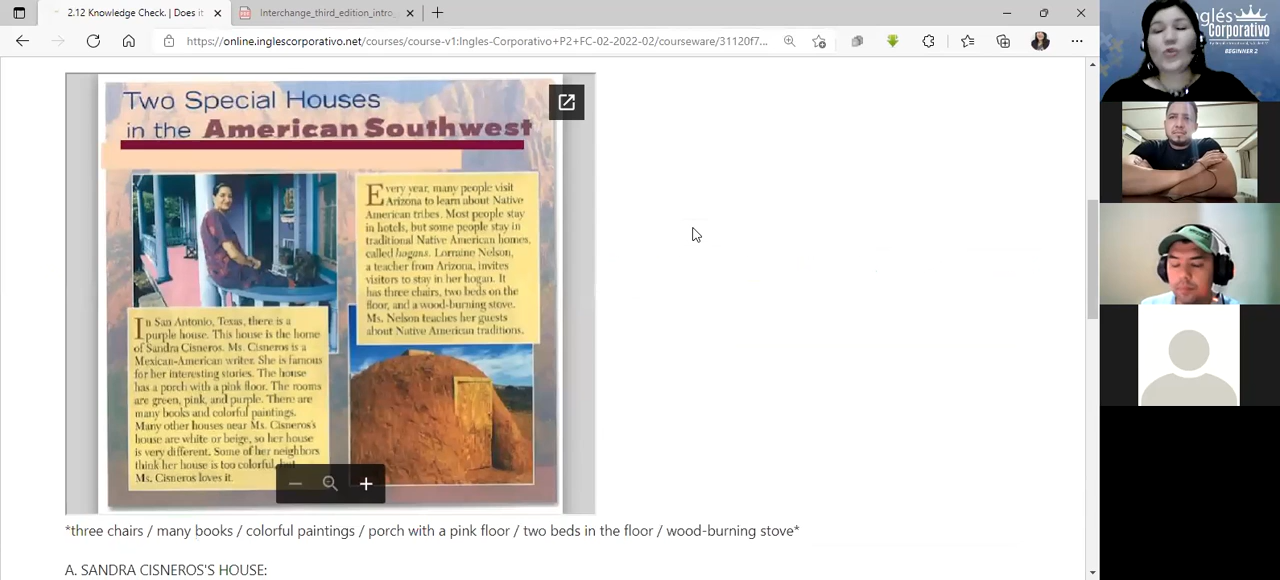 2.12 Knowledge Check. | Does it
Interchange_third_edition_intro
https://online.inglescorporativo.net/courses/course-v1:Ingles-Corporativo+P2+FC-02-2022-02/courseware/31120f7...
Inglés
Corporativo
BEGINNER 2
Two Special Houses
in the American Southwest
Every year, many people visit
Arizona to learn about Native
American tribes. Most people stay
in hotels, but some people stay in
traditional Native American homes,
called hogans. Lorraine Nelson,
a teacher from Arizona, invites
visitors to stay in her hogan. It
has three chairs, two beds on the
floor, and a wood-burning stove.
Ms. Nelson teaches her guests
about Native American traditions.
In San Antonio, Texas, there is a
purple house. This house is the home
of Sandra Cisneros. Ms. Cisneros is a
Mexican-American writer. She is famous
for her interesting stories. The house
has a porch with a pink floor. The rooms
are green, pink, and purple. There are
many books and colorful paintings.
Many other houses near Ms. Cisneros's
house are white or beige, so her house
is very different. Some of her neighbors
think her house is too colorful, but
Ms. Cisneros loves it.
*three chairs / many books / colorful paintings / porch with a pink floor / two beds in the floor / wood-burning stove*
A. SANDRA CISNEROS'S HOUSE: